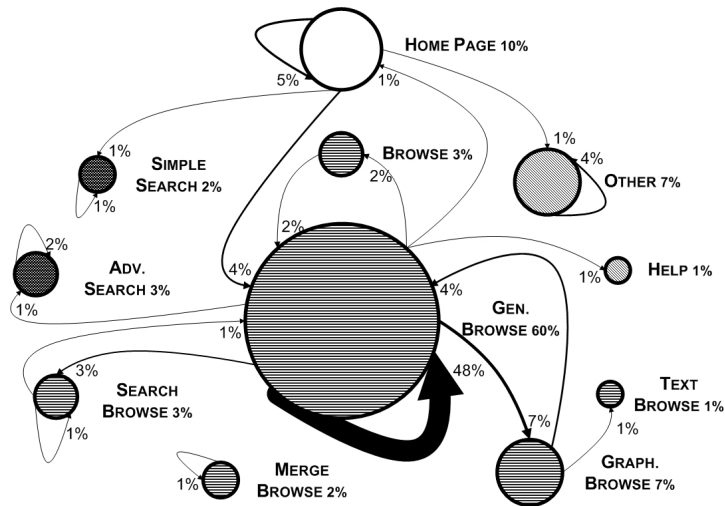 HOME PAGE 10%
5%
1%
1%
SIMPLE
SEARCH 2%
1%
BROWSE 3%
2%
2%
1%
4%
OTHER 7%
2%
ADV.
SEARCH 3%
1%
4%
4%
1%
HELP 1%
GEN.
BROWSE 60%
1%
3%
SEARCH
BROWSE 3%
1%
48%
7%
TEXT
BROWSE 1%
1%
MERGE
BROWSE 2%
1%
GRAPH.
BROWSE 7%